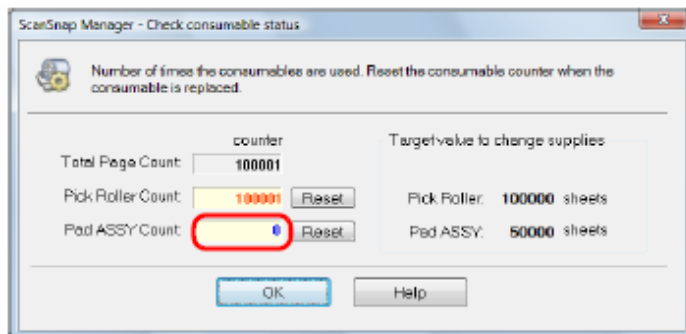 ScanSnap Manager - Check consumable status
Number of times the consumables are used. Reset the consumable counter when the
consumable is replaced.
counter
Target value to change supplies
Total Page Count: 100001
Pick Roller Count: 100001 Reset
Pick Roller: 100000 sheets
Pad ASSY Count: 0 Reset
Pad ASSY: 50000 sheets
OK
Help